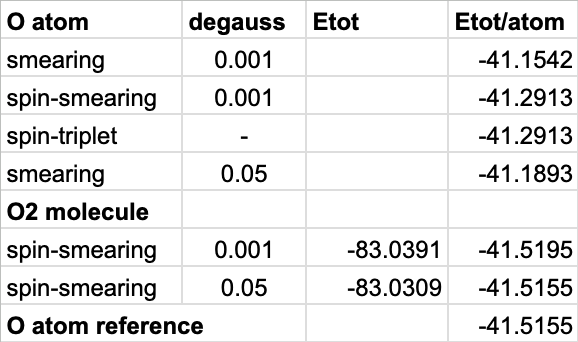 O atom degauss Etot Etot/atom
smearing 0.001 -41.1542
spin-smearing 0.001 -41.2913
spin-triplet - -41.2913
smearing 0.05 -41.1893
O2 molecule
spin-smearing 0.001 -83.0391 -41.5195
spin-smearing 0.05 -83.0309 -41.5155
O atom reference -41.5155